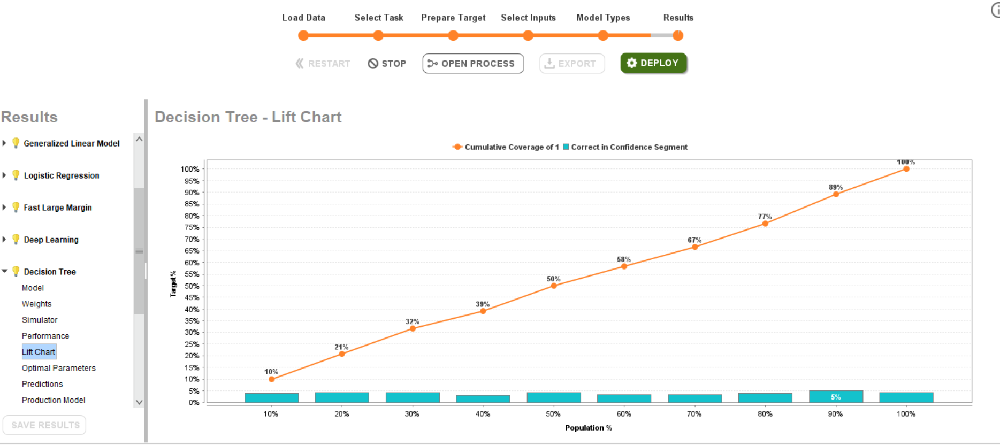 Load Data Select Task Prepare Target Select Inputs Model Types Results
RESTART STOP OPEN PROCESS EXPORT DEPLOY
Results
Generalized Linear Model
Logistic Regression
Fast Large Margin
Deep Learning
Decision Tree
Model
Weights
Simulator
Performance
Lift Chart
Optimal Parameters
Predictions
Production Model
SAVE RESULTS
Decision Tree - Lift Chart
Cumulative Coverage of 1 Correct in Confidence Segment
Target %
100%
95%
90%
85%
80%
75%
70%
65%
60%
55%
50%
45%
40%
35%
30%
25%
20%
15%
10%
5%
0%
10% 21% 32% 39% 50% 58% 67% 77% 89% 100%
5%
10% 20% 30% 40% 50% 60% 70% 80% 90% 100%
Population %